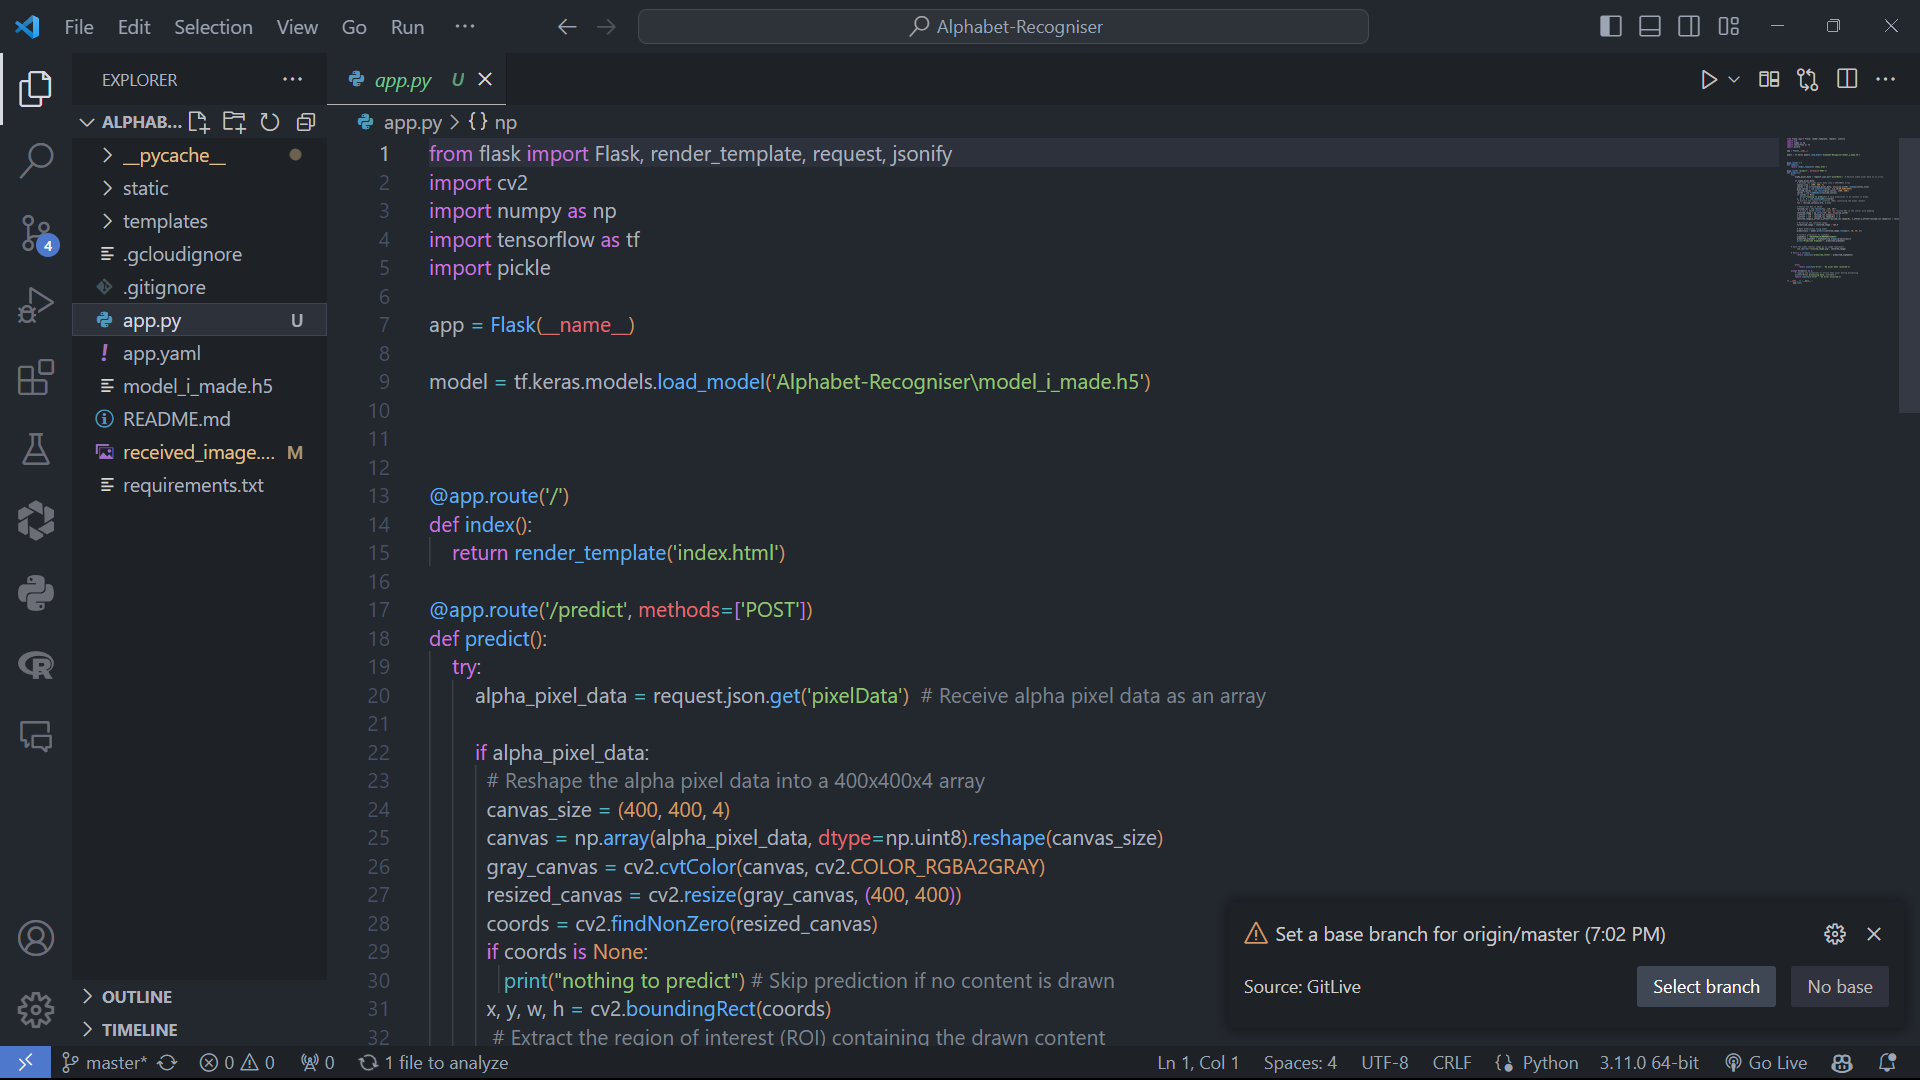 File Edit Selection View Go Run ··· Alphabet-Recogniser
EXPLORER ···
ALPHAB...
__pycache__
static
templates
.gcloudignore
.gitignore
app.py U
app.yaml
model_i_made.h5
README.md
received_image.... M
requirements.txt
OUTLINE
TIMELINE
4
app.py U
app.py > {} np
1 from flask import Flask, render_template, request, jsonify
2 import cv2
3 import numpy as np
4 import tensorflow as tf
5 import pickle
6
7 app = Flask(__name__)
8
9 model = tf.keras.models.load_model('Alphabet-Recogniser\model_i_made.h5')
10
11
12
13 @app.route('/')
14 def index():
15 return render_template('index.html')
16
17 @app.route('/predict', methods=['POST'])
18 def predict():
19 try:
20 alpha_pixel_data = request.json.get('pixelData')  # Receive alpha pixel data as an array
21
22 if alpha_pixel_data:
23 # Reshape the alpha pixel data into a 400x400x4 array
24 canvas_size = (400, 400, 4)
25 canvas = np.array(alpha_pixel_data, dtype=np.uint8).reshape(canvas_size)
26 gray_canvas = cv2.cvtColor(canvas, cv2.COLOR_RGBA2GRAY)
27 resized_canvas = cv2.resize(gray_canvas, (400, 400))
28 coords = cv2.findNonZero(resized_canvas)
29 if coords is None:
30 print("nothing to predict") # Skip prediction if no content is drawn
31 x, y, w, h = cv2.boundingRect(coords)
32 # Extract the region of interest (ROI) containing the drawn content
Set a base branch for origin/master (7:02 PM)
Source: GitLive
Select branch
No base
master* 0 0 0 1 file to analyze Ln 1, Col 1 Spaces: 4 UTF-8 CRLF {} Python 3.11.0 64-bit Go Live